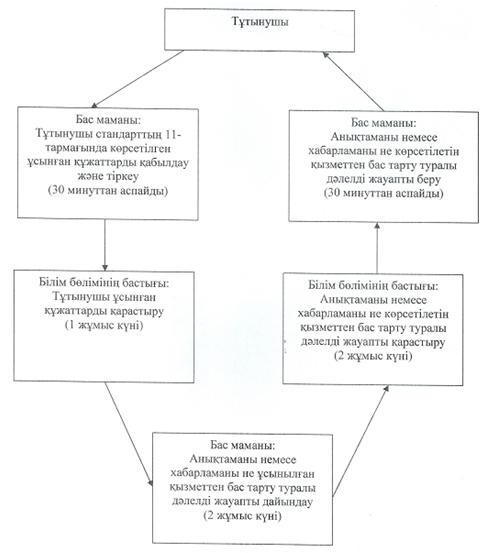 Тұтынушы
Бас маманы:
Тұтынушы стандарттың 11-
тармағында көрсетілген
ұсынған құжаттарды қабылдау
және тіркеу
(30 минуттан аспайды)
Білім бөлімінің бастығы:
Тұтынушы ұсынған
құжаттарды қарастыру
(1 жұмыс күні)
Бас маманы:
Анықтаманы немесе
хабарламаны не ұсынылған
қызметтен бас тарту туралы
дәлелді жауапты дайындау
(2 жұмыс күні)
Білім бөлімінің бастығы:
Анықтаманы немесе
хабарламаны не көрсетілетін
қызметтен бас тарту туралы
дәлелді жауапты қарастыру
(2 жұмыс күні)
Бас маманы:
Анықтаманы немесе
хабарламаны не көрсетілетін
қызметтен бас тарту туралы
дәлелді жауапты беру
(30 минуттан аспайды)